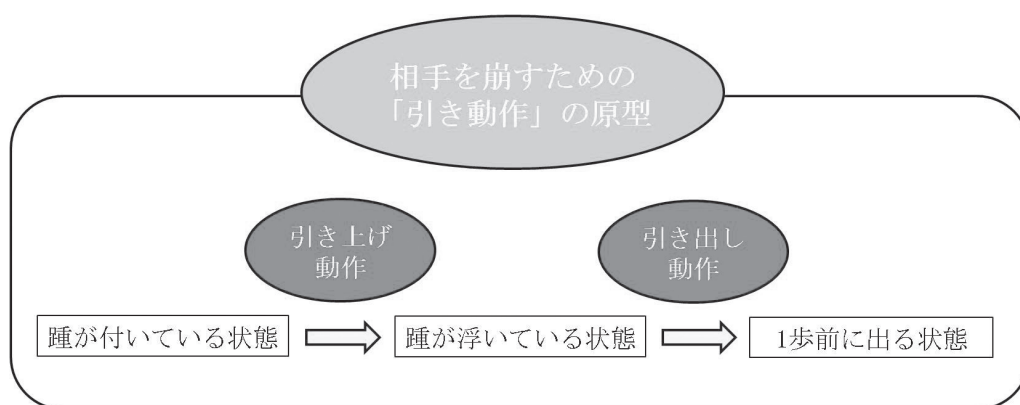 相手を崩すための
「引き動作」の原型
引き上げ
動作
引き出し
動作
踵が付いている状態
踵が浮いている状態
1歩前に出る状態